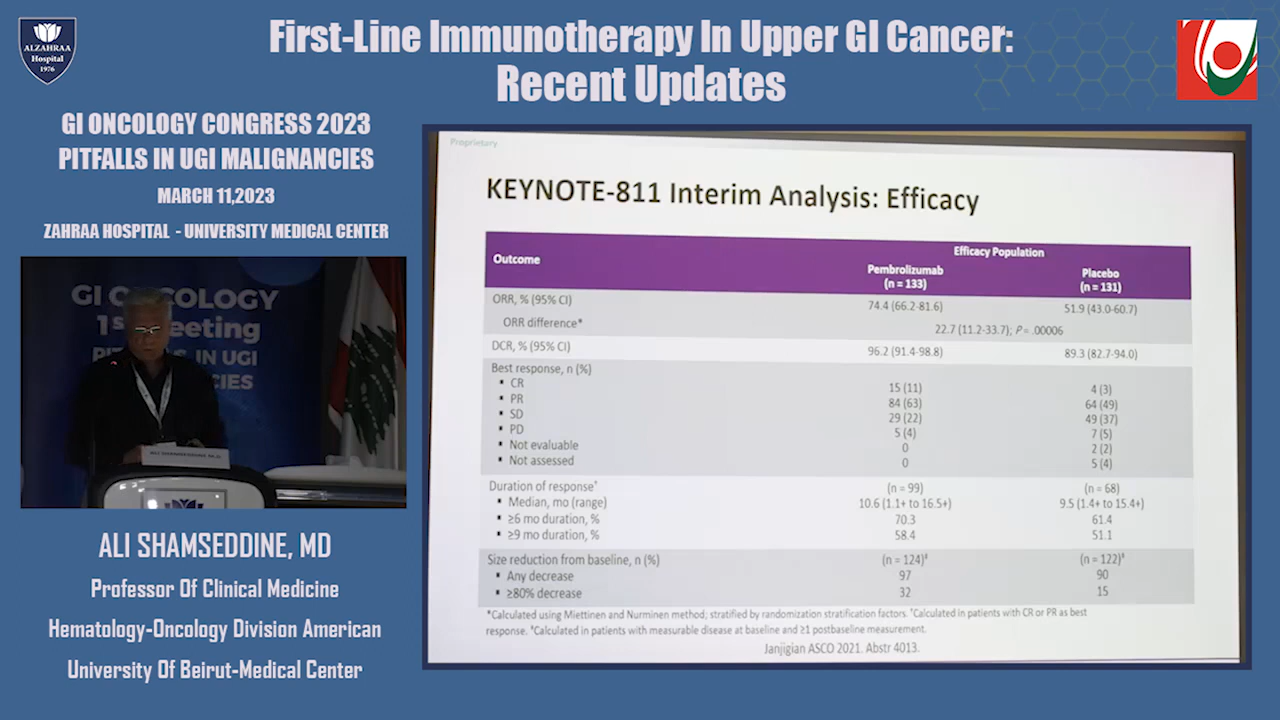 ALZAHRAA
Hospital
1976
First-Line Immunotherapy In Upper GI Cancer:
Recent Updates
GI ONCOLOGY CONGRESS 2023
PITFALLS IN UGI MALIGNANCIES
MARCH 11,2023
ZAHRAA HOSPITAL - UNIVERSITY MEDICAL CENTER
GI ONCOLOGY
1st Meeting
IN UGI
ALI SHAMSEDDINE M.D.
ALI SHAMSEDDINE, MD
Professor Of Clinical Medicine
Hematology-Oncology Division American
University Of Beirut-Medical Center
Proprietary
KEYNOTE-811 Interim Analysis: Efficacy
Outcome
Efficacy Population
Pembrolizumab (n = 133)
Placebo (n = 131)
ORR, % (95% CI) 74.4 (66.2-81.6) 51.9 (43.0-60.7)
ORR difference* 22.7 (11.2-33.7); P = .00006
DCR, % (95% CI) 96.2 (91.4-98.8) 89.3 (82.7-94.0)
Best response, n (%)
▪ CR 15 (11) 4 (3)
▪ PR 84 (63) 64 (49)
▪ SD 29 (22) 49 (37)
▪ PD 5 (4) 7 (5)
▪ Not evaluable 0 2 (2)
▪ Not assessed 0 5 (4)
Duration of response† (n = 99) (n = 68)
▪ Median, mo (range) 10.6 (1.1+ to 16.5+) 9.5 (1.4+ to 15.4+)
▪ ≥6 mo duration, % 70.3 61.4
▪ ≥9 mo duration, % 58.4 51.1
Size reduction from baseline, n (%) (n = 124)‡ (n = 122)‡
▪ Any decrease 97 90
▪ ≥80% decrease 32 15
*Calculated using Miettinen and Nurminen method; stratified by randomization stratification factors. †Calculated in patients with CR or PR as best
response. ‡Calculated in patients with measurable disease at baseline and ≥1 postbaseline measurement.
Janjigian ASCO 2021. Abstr 4013.